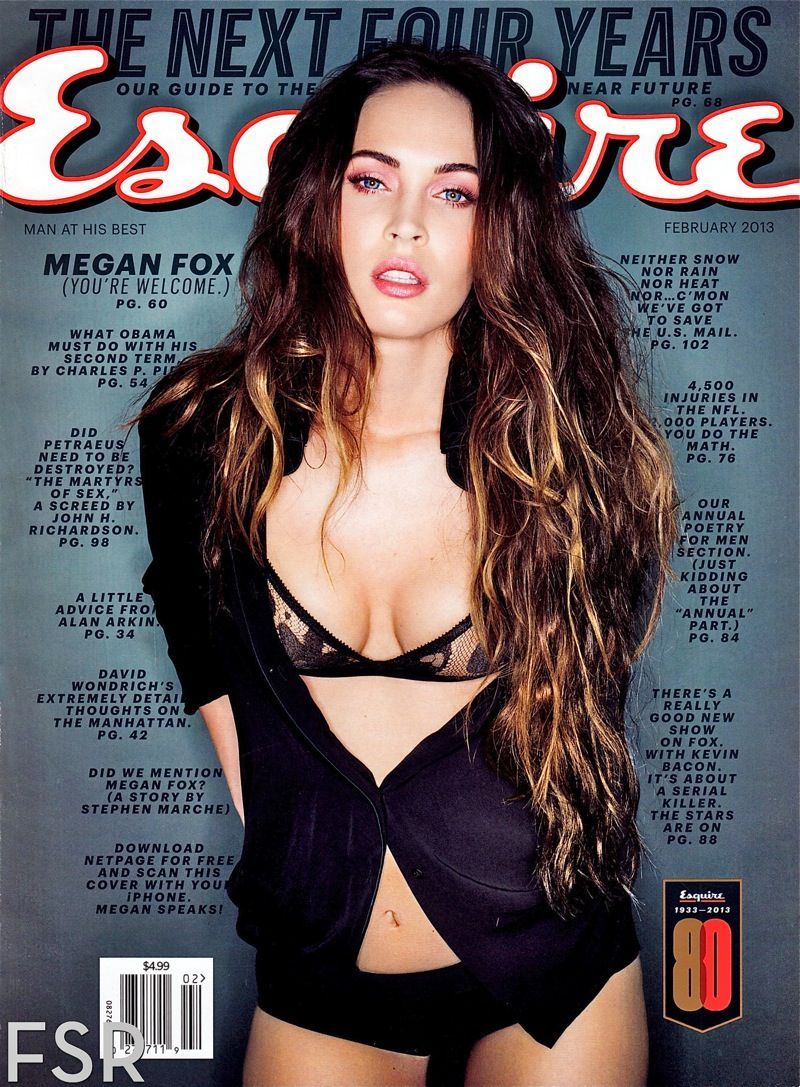 THE NEXT FOUR YEARS
OUR GUIDE TO THE NEAR FUTURE
PG. 68
Esquire
MAN AT HIS BEST
FEBRUARY 2013
MEGAN FOX
(YOU'RE WELCOME.)
PG. 60
WHAT OBAMA
MUST DO WITH HIS
SECOND TERM.
BY CHARLES P.
PG. 54
DID
PETRAEUS
NEED TO BE
DESTROYED?
"THE MARTYRS
OF SEX,"
A SCREED BY
JOHN H.
RICHARDSON.
PG. 98
A LITTLE
ADVICE FROM
ALAN ARKIN.
PG. 34
DAVID
WONDRICH'S
EXTREMELY
THOUGHTS ON
THE MANHATTAN.
PG. 42
DID WE MENTION
MEGAN FOX?
(A STORY BY
STEPHEN MARCHE)
DOWNLOAD
NETPAGE FOR FREE
AND SCAN THIS
COVER WITH YOUR
iPHONE.
MEGAN SPEAKS!
NEITHER SNOW
NOR RAIN
NOR HEAT
NOR...C'MON
WE'VE GOT
TO SAVE
THE U.S. MAIL.
PG. 102
4,500
INJURIES IN
THE NFL.
PLAYERS.
YOU DO THE
MATH.
PG. 76
OUR
ANNUAL
POETRY
FOR MEN
SECTION.
(JUST
KIDDING
ABOUT
THE
"ANNUAL"
PART.)
PG. 84
THERE'S A
REALLY
GOOD NEW
SHOW
ON FOX.
WITH KEVIN
BACON.
IT'S ABOUT
A SERIAL
KILLER.
THE STARS
ARE ON
PG. 88
Esquire
1933–2013
80
$4.99
02>
FSR